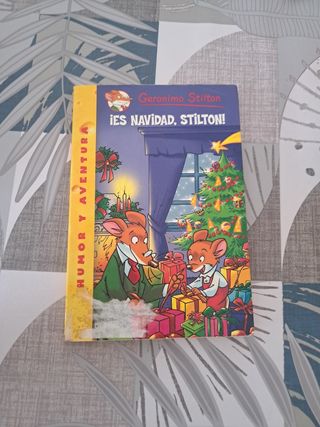 Geronimo Stilton
¡ES NAVIDAD, STILTON!
HUMOR Y AVENTURA